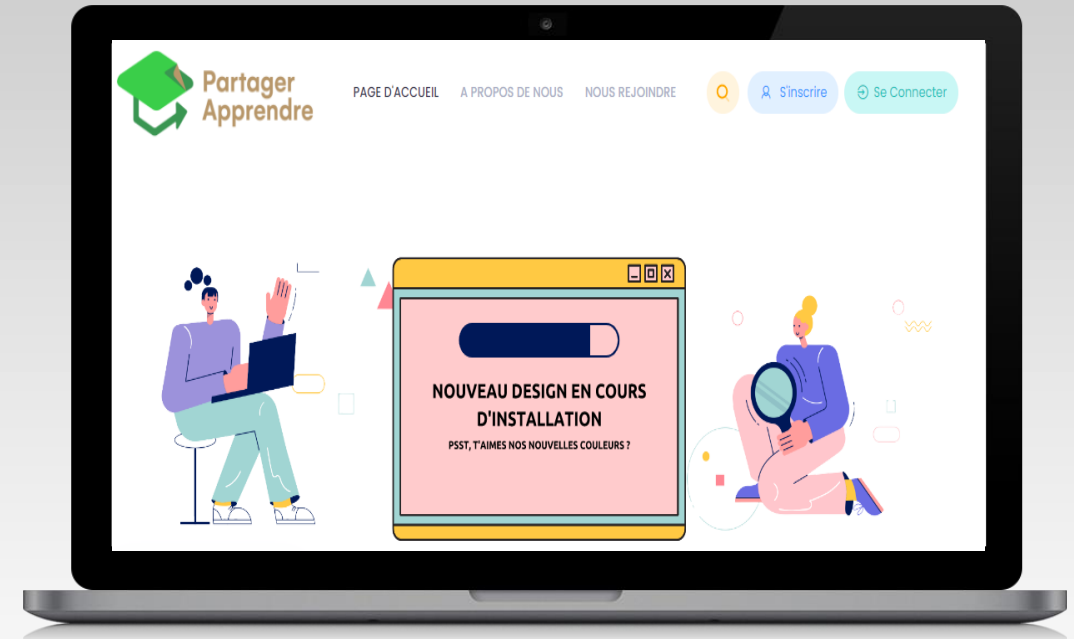 Partager
Apprendre
PAGE D'ACCUEIL
A PROPOS DE NOUS
NOUS REJOINDRE
S'inscrire
Se Connecter
NOUVEAU DESIGN EN COURS
D'INSTALLATION
PSST, T'AIMES NOS NOUVELLES COULEURS ?